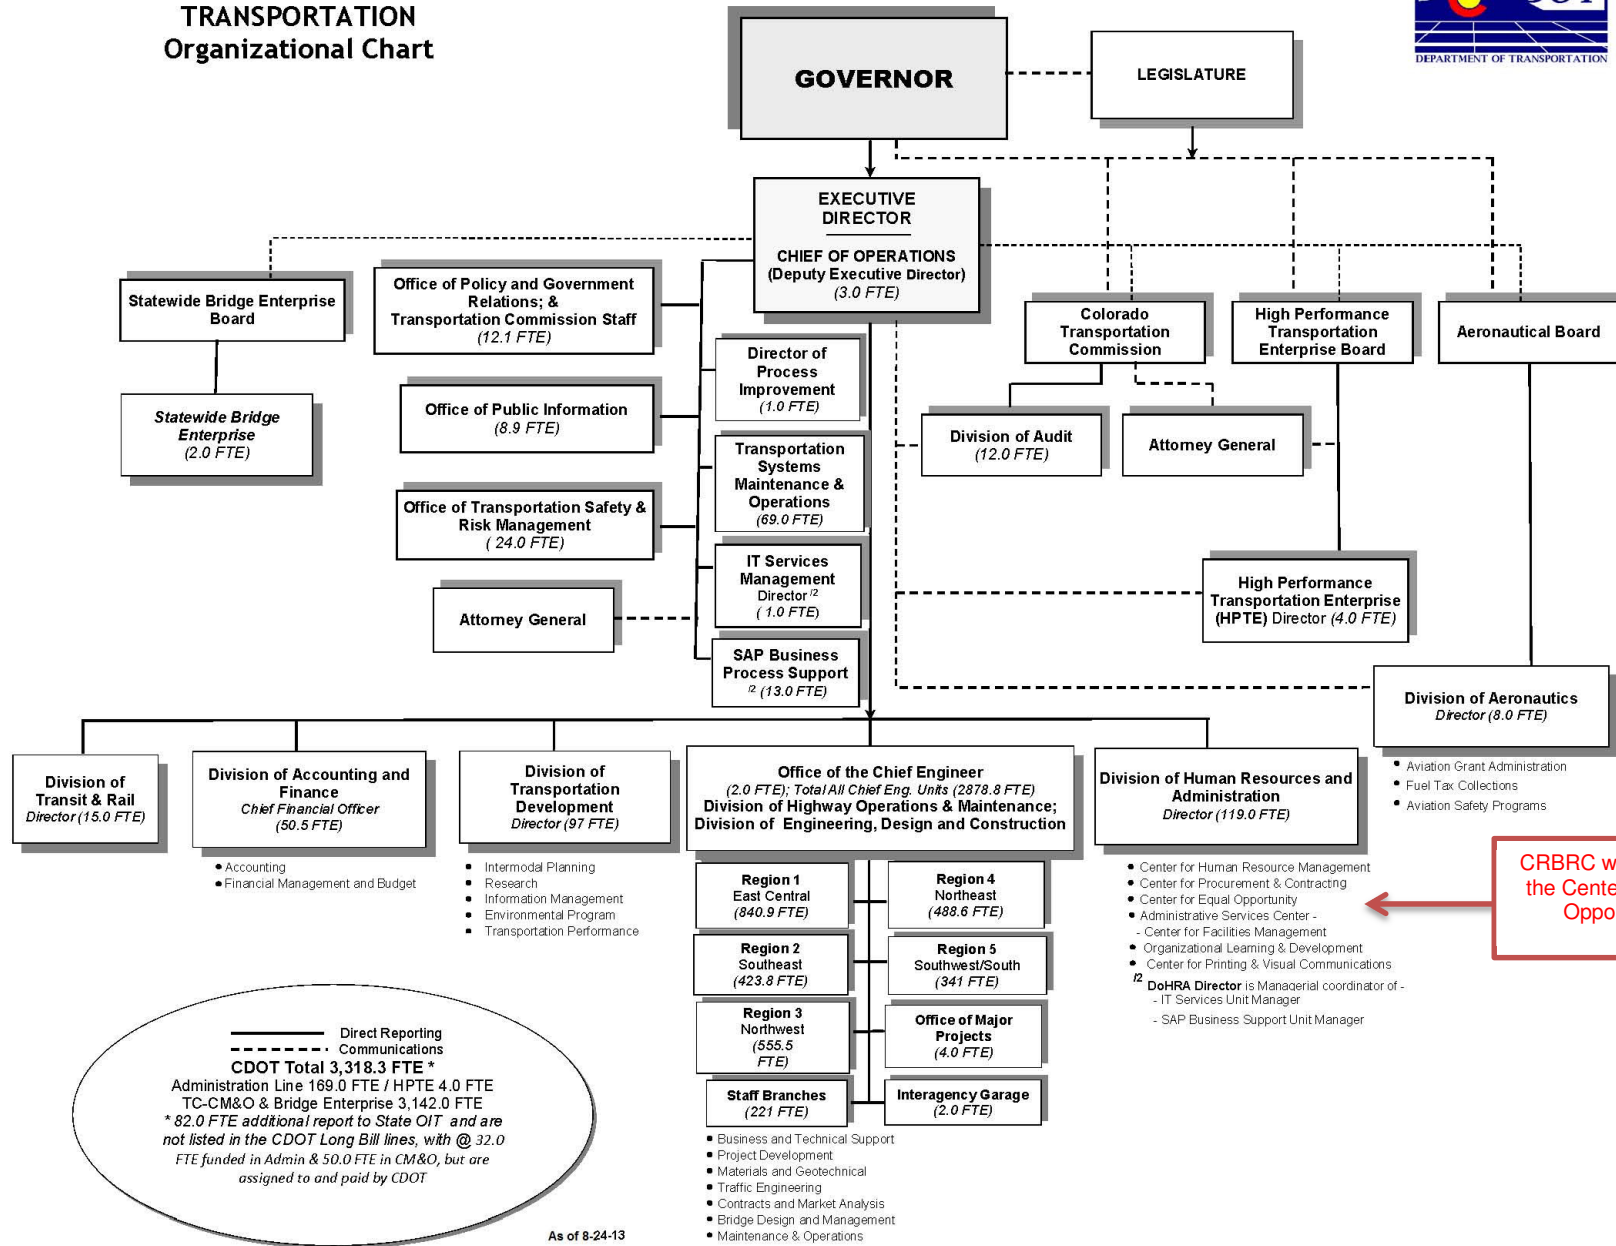 TRANSPORTATION
Organizational Chart
DEPARTMENT OF TRANSPORTATION
GOVERNOR
LEGISLATURE
EXECUTIVE
DIRECTOR
CHIEF OF OPERATIONS
(Deputy Executive Director)
(3.0 FTE)
Statewide Bridge Enterprise
Board
Statewide Bridge
Enterprise
(2.0 FTE)
Office of Policy and Government
Relations; &
Transportation Commission Staff
(12.1 FTE)
Office of Public Information
(8.9 FTE)
Office of Transportation Safety &
Risk Management
( 24.0 FTE)
Attorney General
Director of
Process
Improvement
(1.0 FTE)
Transportation
Systems
Maintenance &
Operations
(69.0 FTE)
IT Services
Management
Director /2
( 1.0 FTE)
SAP Business
Process Support
/2 (13.0 FTE)
Colorado
Transportation
Commission
High Performance
Transportation
Enterprise Board
Aeronautical Board
Division of Audit
(12.0 FTE)
Attorney General
High Performance
Transportation Enterprise
(HPTE) Director (4.0 FTE)
Division of Aeronautics
Director (8.0 FTE)
• Aviation Grant Administration
• Fuel Tax Collections
• Aviation Safety Programs
Division of
Transit & Rail
Director (15.0 FTE)
Division of Accounting and
Finance
Chief Financial Officer
(50.5 FTE)
• Accounting
• Financial Management and Budget
Division of
Transportation
Development
Director (97 FTE)
• Intermodal Planning
• Research
• Information Management
• Environmental Program
• Transportation Performance
Office of the Chief Engineer
(2.0 FTE); Total All Chief Eng. Units (2878.8 FTE)
Division of Highway Operations & Maintenance;
Division of Engineering, Design and Construction
Region 1
East Central
(840.9 FTE)
Region 4
Northeast
(488.6 FTE)
Region 2
Southeast
(423.8 FTE)
Region 5
Southwest/South
(341 FTE)
Region 3
Northwest
(555.5
FTE)
Office of Major
Projects
(4.0 FTE)
Staff Branches
(221 FTE)
Interagency Garage
(2.0 FTE)
• Business and Technical Support
• Project Development
• Materials and Geotechnical
• Traffic Engineering
• Contracts and Market Analysis
• Bridge Design and Management
• Maintenance & Operations
Division of Human Resources and
Administration
Director (119.0 FTE)
• Center for Human Resource Management
• Center for Procurement & Contracting
• Center for Equal Opportunity
• Administrative Services Center -
- Center for Facilities Management
• Organizational Learning & Development
• Center for Printing & Visual Communications
/2 DoHRA Director is Managerial coordinator of -
- IT Services Unit Manager
- SAP Business Support Unit Manager
CRBRC w
the Cente
Oppo
Direct Reporting
Communications
CDOT Total 3,318.3 FTE *
Administration Line 169.0 FTE / HPTE 4.0 FTE
TC-CM&O & Bridge Enterprise 3,142.0 FTE
* 82.0 FTE additional report to State OIT and are
not listed in the CDOT Long Bill lines, with @ 32.0
FTE funded in Admin & 50.0 FTE in CM&O, but are
assigned to and paid by CDOT
As of 8-24-13